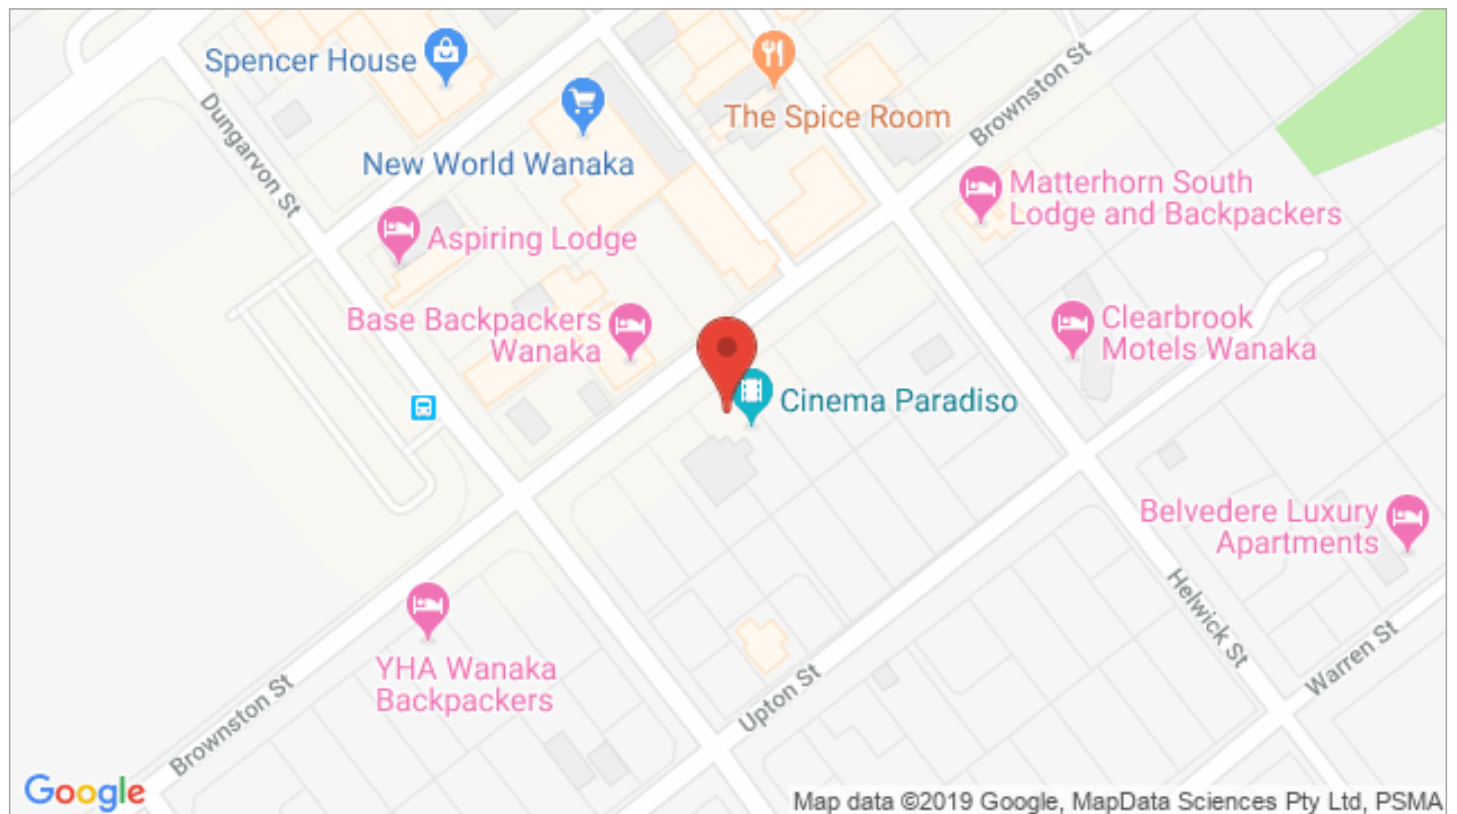 Spencer House
The Spice Room
Brownston St
Dungarvon St
New World Wanaka
Matterhorn South
Lodge and Backpackers
Aspiring Lodge
Base Backpackers
Wanaka
Clearbrook
Motels Wanaka
Cinema Paradiso
Belvedere Luxury
Apartments
Helwick St
Warren St
YHA Wanaka
Backpackers
Upton St
Brownston St
Google
Map data ©2019 Google, MapData Sciences Pty Ltd, PSMA